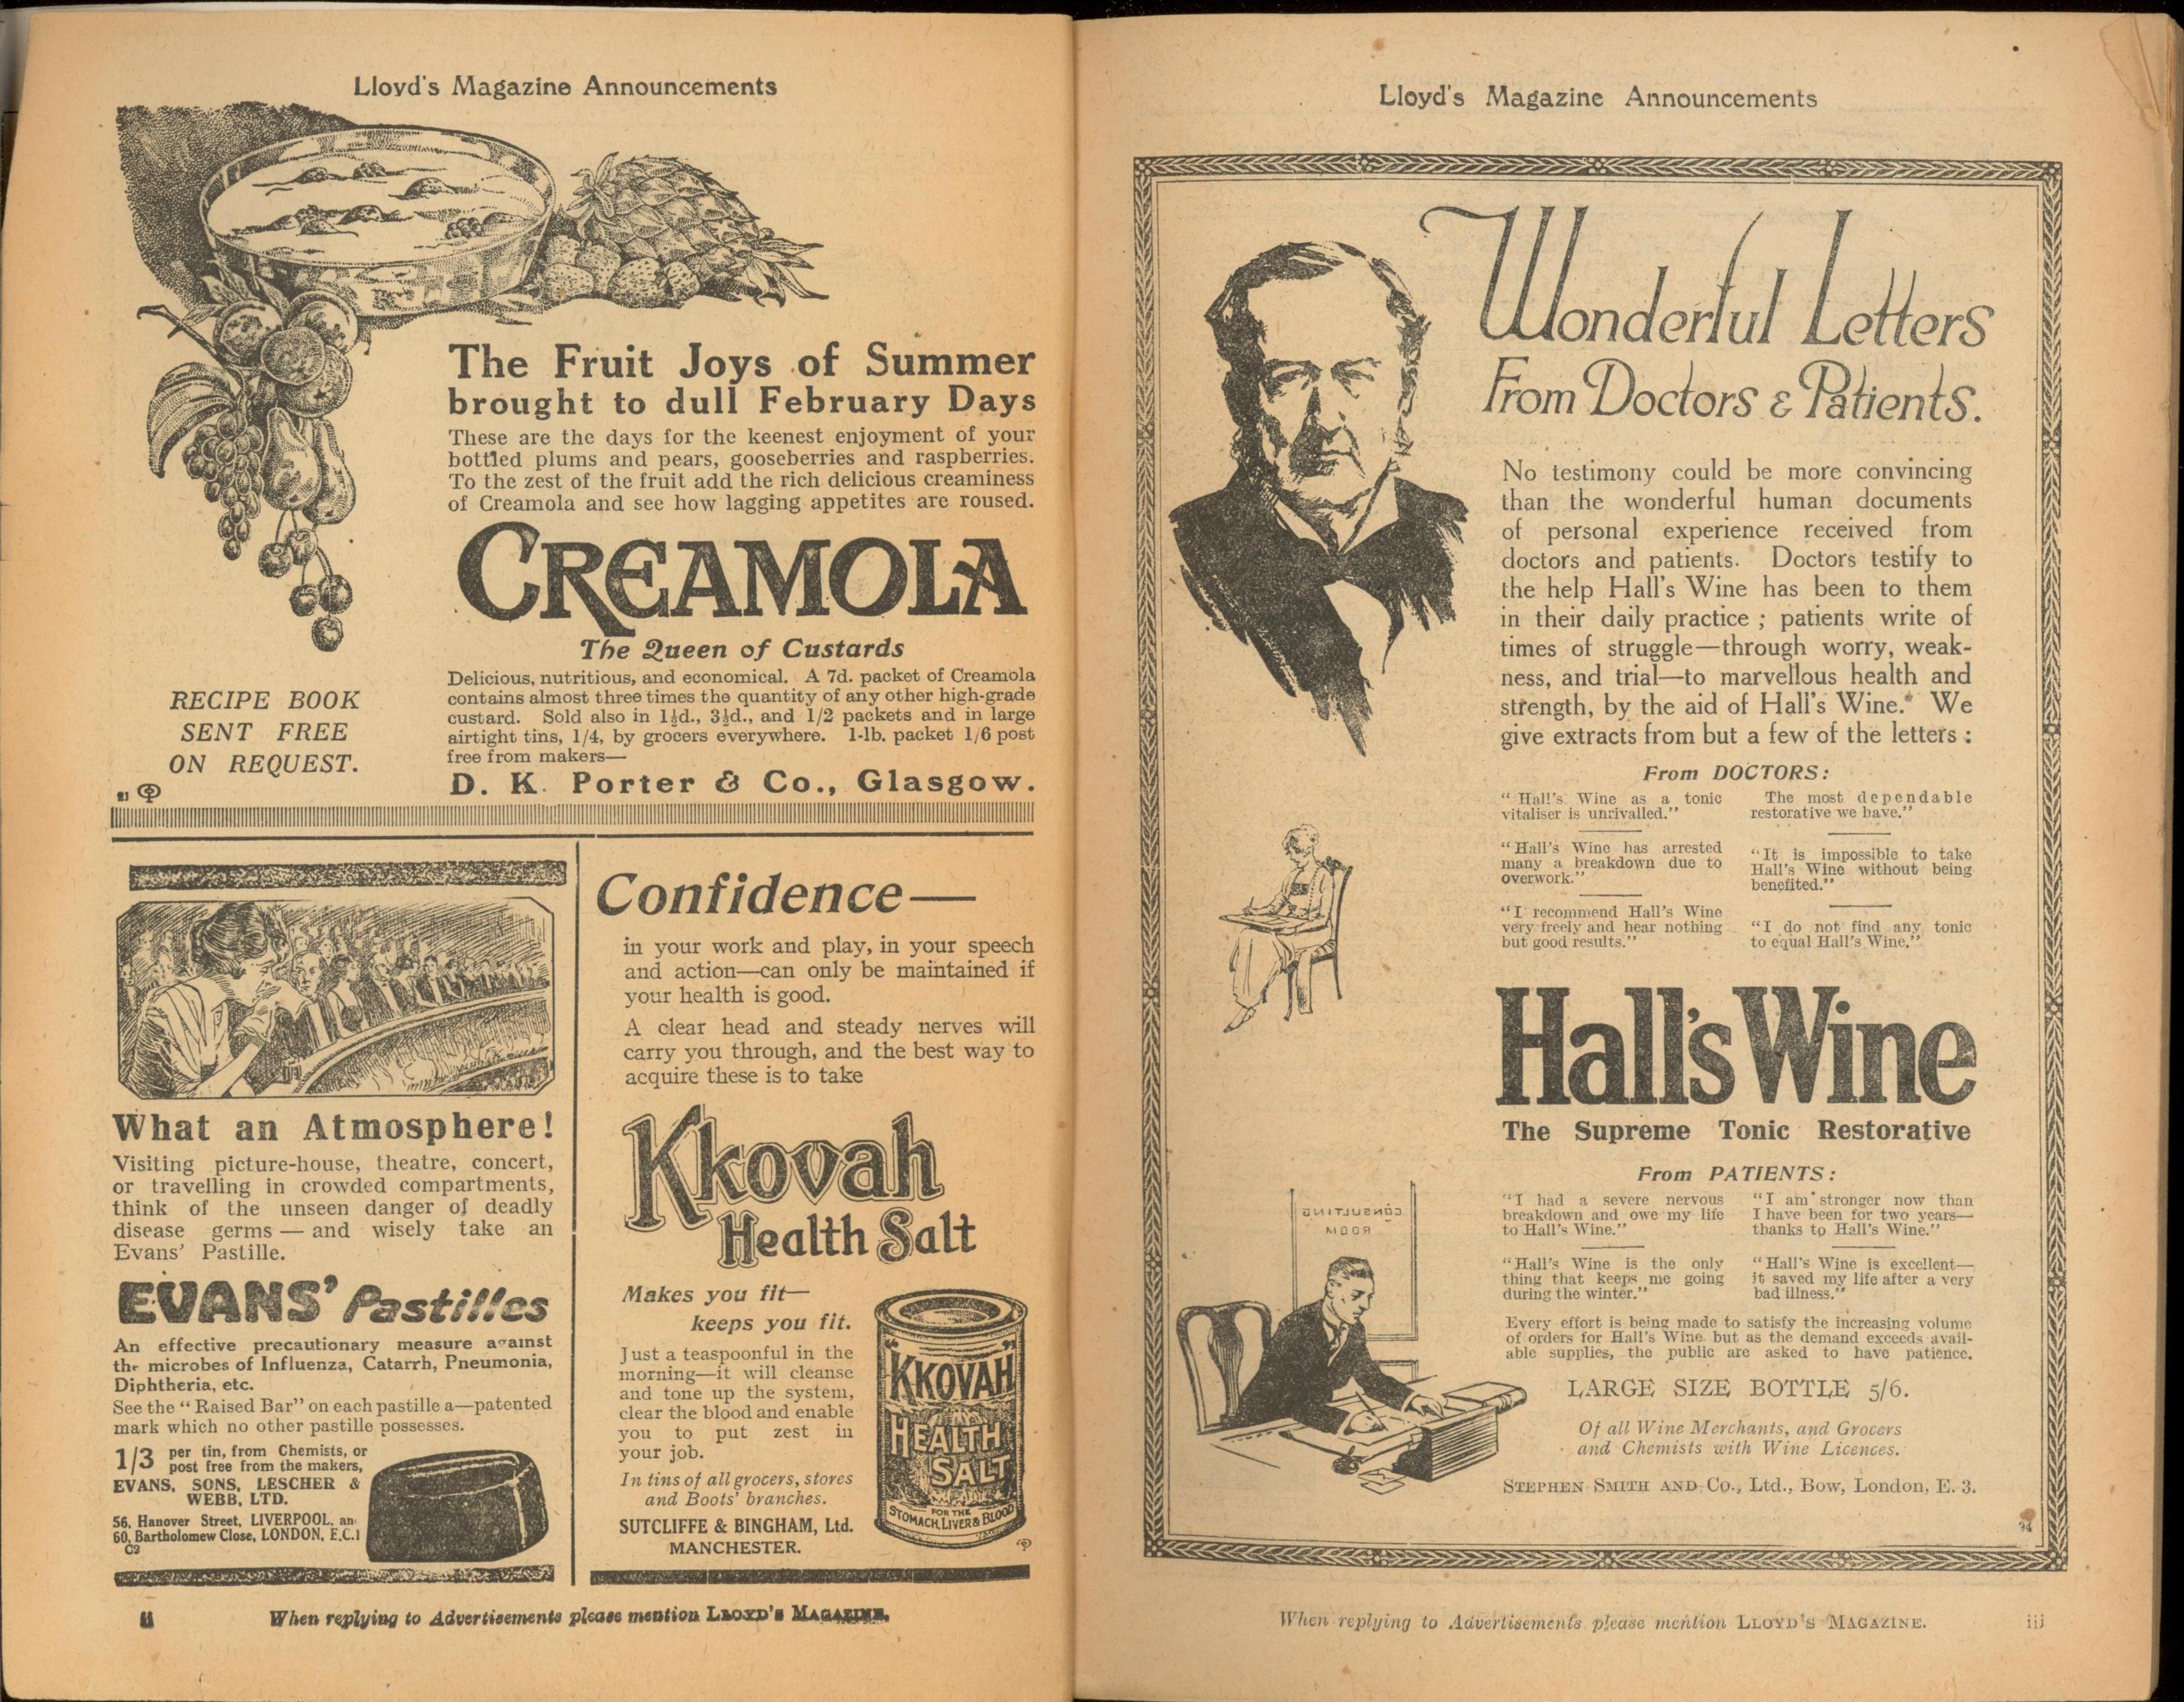 Lloyd's Magazine Announcements
The Fruit Joys of Summer
brought to dull February Days
These are the days for the keenest enjoyment of your
bottled plums and pears, gooseberries and raspberries.
To the zest of the fruit add the rich delicious creaminess
of Creamola and see how lagging appetites are roused.
CREAMOLA
The Queen of Custards
Delicious, nutritious, and economical. A 7d. packet of Creamola
contains almost three times the quantity of any other high-grade
custard. Sold also in 1½d., 3½d., and 1/2 packets and in large
airtight tins, 1/4, by grocers everywhere. 1-lb. packet 1/6 post
free from makers—
D. K. Porter & Co., Glasgow.
RECIPE BOOK
SENT FREE
ON REQUEST.
What an Atmosphere!
Visiting picture-house, theatre, concert,
or travelling in crowded compartments,
think of the unseen danger of deadly
disease germs — and wisely take an
Evans' Pastille.
EVANS' Pastilles
An effective precautionary measure against
the microbes of Influenza, Catarrh, Pneumonia,
Diphtheria, etc.
See the "Raised Bar" on each pastille a—patented
mark which no other pastille possesses.
1/3 per tin, from Chemists, or
post free from the makers,
EVANS, SONS, LESCHER &
WEBB, LTD.
56, Hanover Street, LIVERPOOL, an
60, Bartholomew Close, LONDON, E.C.1
C2
Confidence—
in your work and play, in your speech
and action—can only be maintained if
your health is good.
A clear head and steady nerves will
carry you through, and the best way to
acquire these is to take
Kkovah
Health Salt
Makes you fit—
keeps you fit.
Just a teaspoonful in the
morning—it will cleanse
and tone up the system,
clear the blood and enable
you to put zest in
your job.
In tins of all grocers, stores
and Boots' branches.
SUTCLIFFE & BINGHAM, Ltd.
MANCHESTER.
"KKOVAH"
HEALTH
SALT
FOR THE
STOMACH, LIVER & BLOOD
ii
When replying to Advertisements please mention LLOYD'S MAGAZINE.
Lloyd's Magazine Announcements
Wonderful Letters
From Doctors & Patients.
No testimony could be more convincing
than the wonderful human documents
of personal experience received from
doctors and patients. Doctors testify to
the help Hall's Wine has been to them
in their daily practice ; patients write of
times of struggle—through worry, weak-
ness, and trial—to marvellous health and
strength, by the aid of Hall's Wine. We
give extracts from but a few of the letters :
From DOCTORS:
"Hall's Wine as a tonic
vitaliser is unrivalled."
"Hall's Wine has arrested
many a breakdown due to
overwork."
"I recommend Hall's Wine
very freely and hear nothing
but good results."
The most dependable
restorative we have."
"It is impossible to take
Hall's Wine without being
benefited."
"I do not find any tonic
to equal Hall's Wine."
Hall's Wine
The Supreme Tonic Restorative
From PATIENTS:
"I had a severe nervous
breakdown and owe my life
to Hall's Wine."
"Hall's Wine is the only
thing that keeps me going
during the winter."
"I am stronger now than
I have been for two years—
thanks to Hall's Wine."
"Hall's Wine is excellent—
it saved my life after a very
bad illness."
CONSULTING
ROOM
Every effort is being made to satisfy the increasing volume
of orders for Hall's Wine but as the demand exceeds avail-
able supplies, the public are asked to have patience.
LARGE SIZE BOTTLE 5/6.
Of all Wine Merchants, and Grocers
and Chemists with Wine Licences.
STEPHEN SMITH AND Co., Ltd., Bow, London, E. 3.
When replying to Advertisements please mention LLOYD'S MAGAZINE.
iii